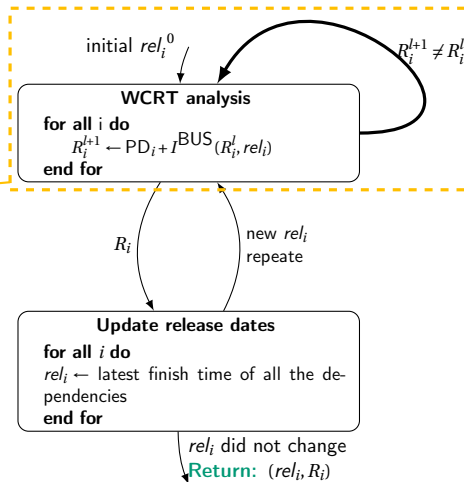 initial rel_i^0
R_i^{l+1} ≠ R_i^l
WCRT analysis
for all i do
R_i^{l+1} ← PD_i + I^{BUS}(R_i^l, rel_i)
end for
R_i
new rel_i
repeat
Update release dates
for all i do
rel_i ← latest finish time of all the de-
pendencies
end for
rel_i did not change
Return: (rel_i, R_i)